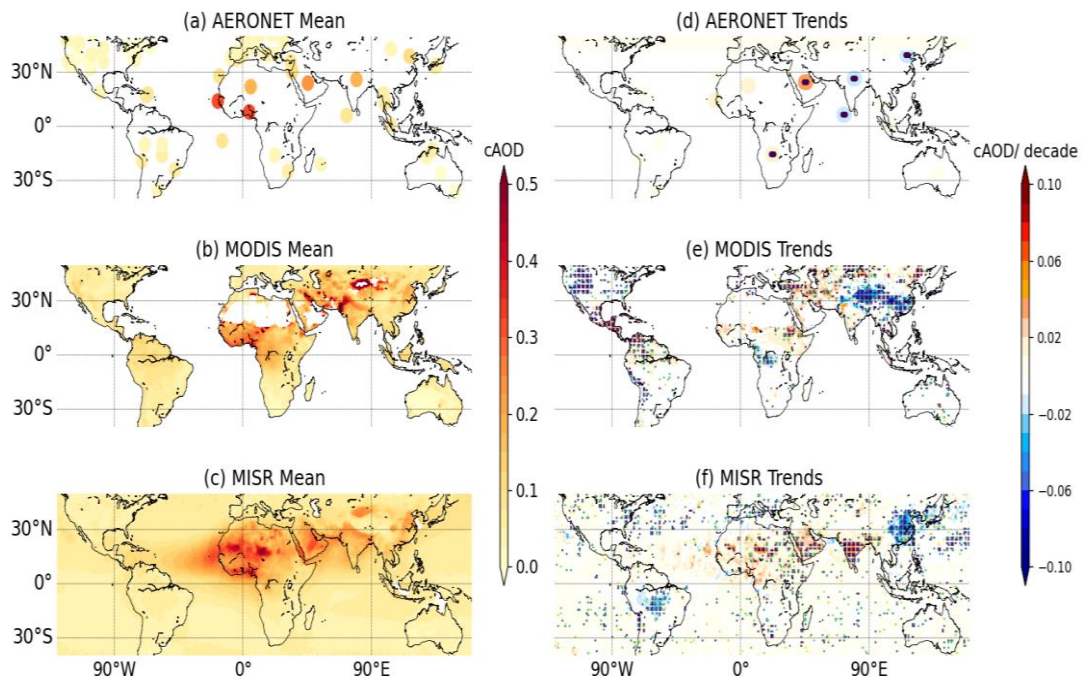 (a) AERONET Mean
(d) AERONET Trends
30°N
0°
30°S
cAOD
0.5
0.4
0.3
0.2
0.1
0.0
cAOD/ decade
0.10
0.06
0.02
−0.02
−0.06
−0.10
(b) MODIS Mean
(e) MODIS Trends
30°N
0°
30°S
(c) MISR Mean
(f) MISR Trends
30°N
0°
30°S
90°W
0°
90°E
90°W
0°
90°E